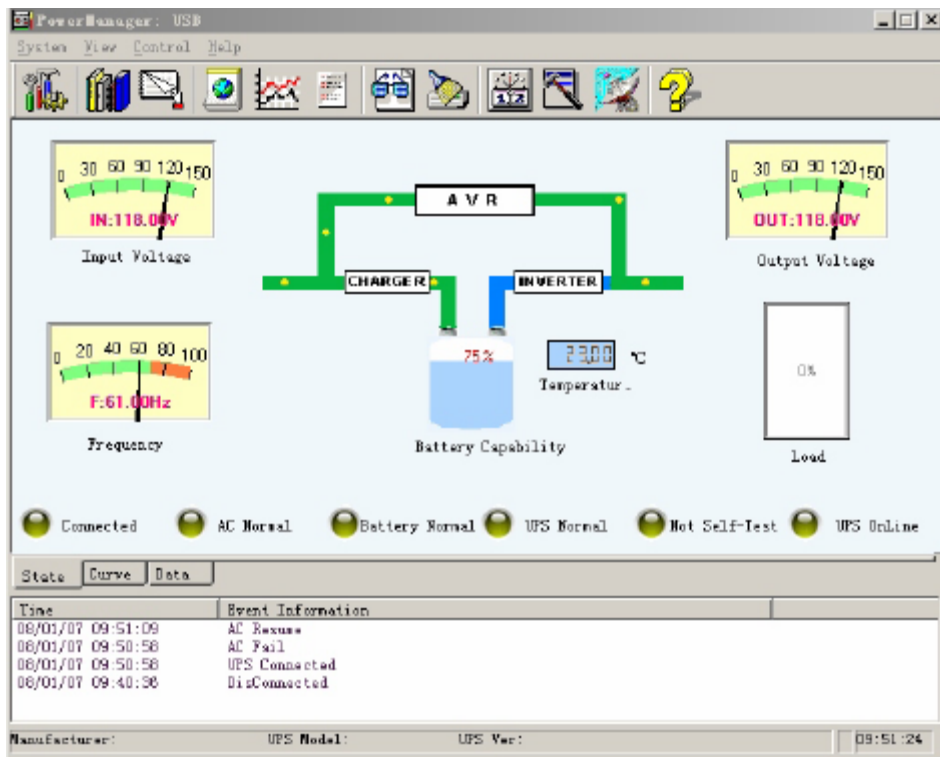 PowerManager: USB
System View Control Help
0 30 60 90 120 150
IN:118.00V
Input Voltage
AVR
0 30 60 90 120 150
OUT:118.00V
Output Voltage
CHARGER
INVERTER
0 20 40 60 80 100
F:61.00Hz
Frequency
75%
Battery Capability
23.00 ℃
Temperatur.
0%
Load
Connected
AC Normal
Battery Normal
UPS Normal
Not Self-Test
UPS OnLine
State Curve Data
Time Event Information
08/01/07 09:51:09 AC Resume
08/01/07 09:50:58 AC Fail
08/01/07 09:50:58 UPS Connected
08/01/07 09:40:36 DisConnected
Manufacturer: UPS Model: UPS Ver: 09:51:24